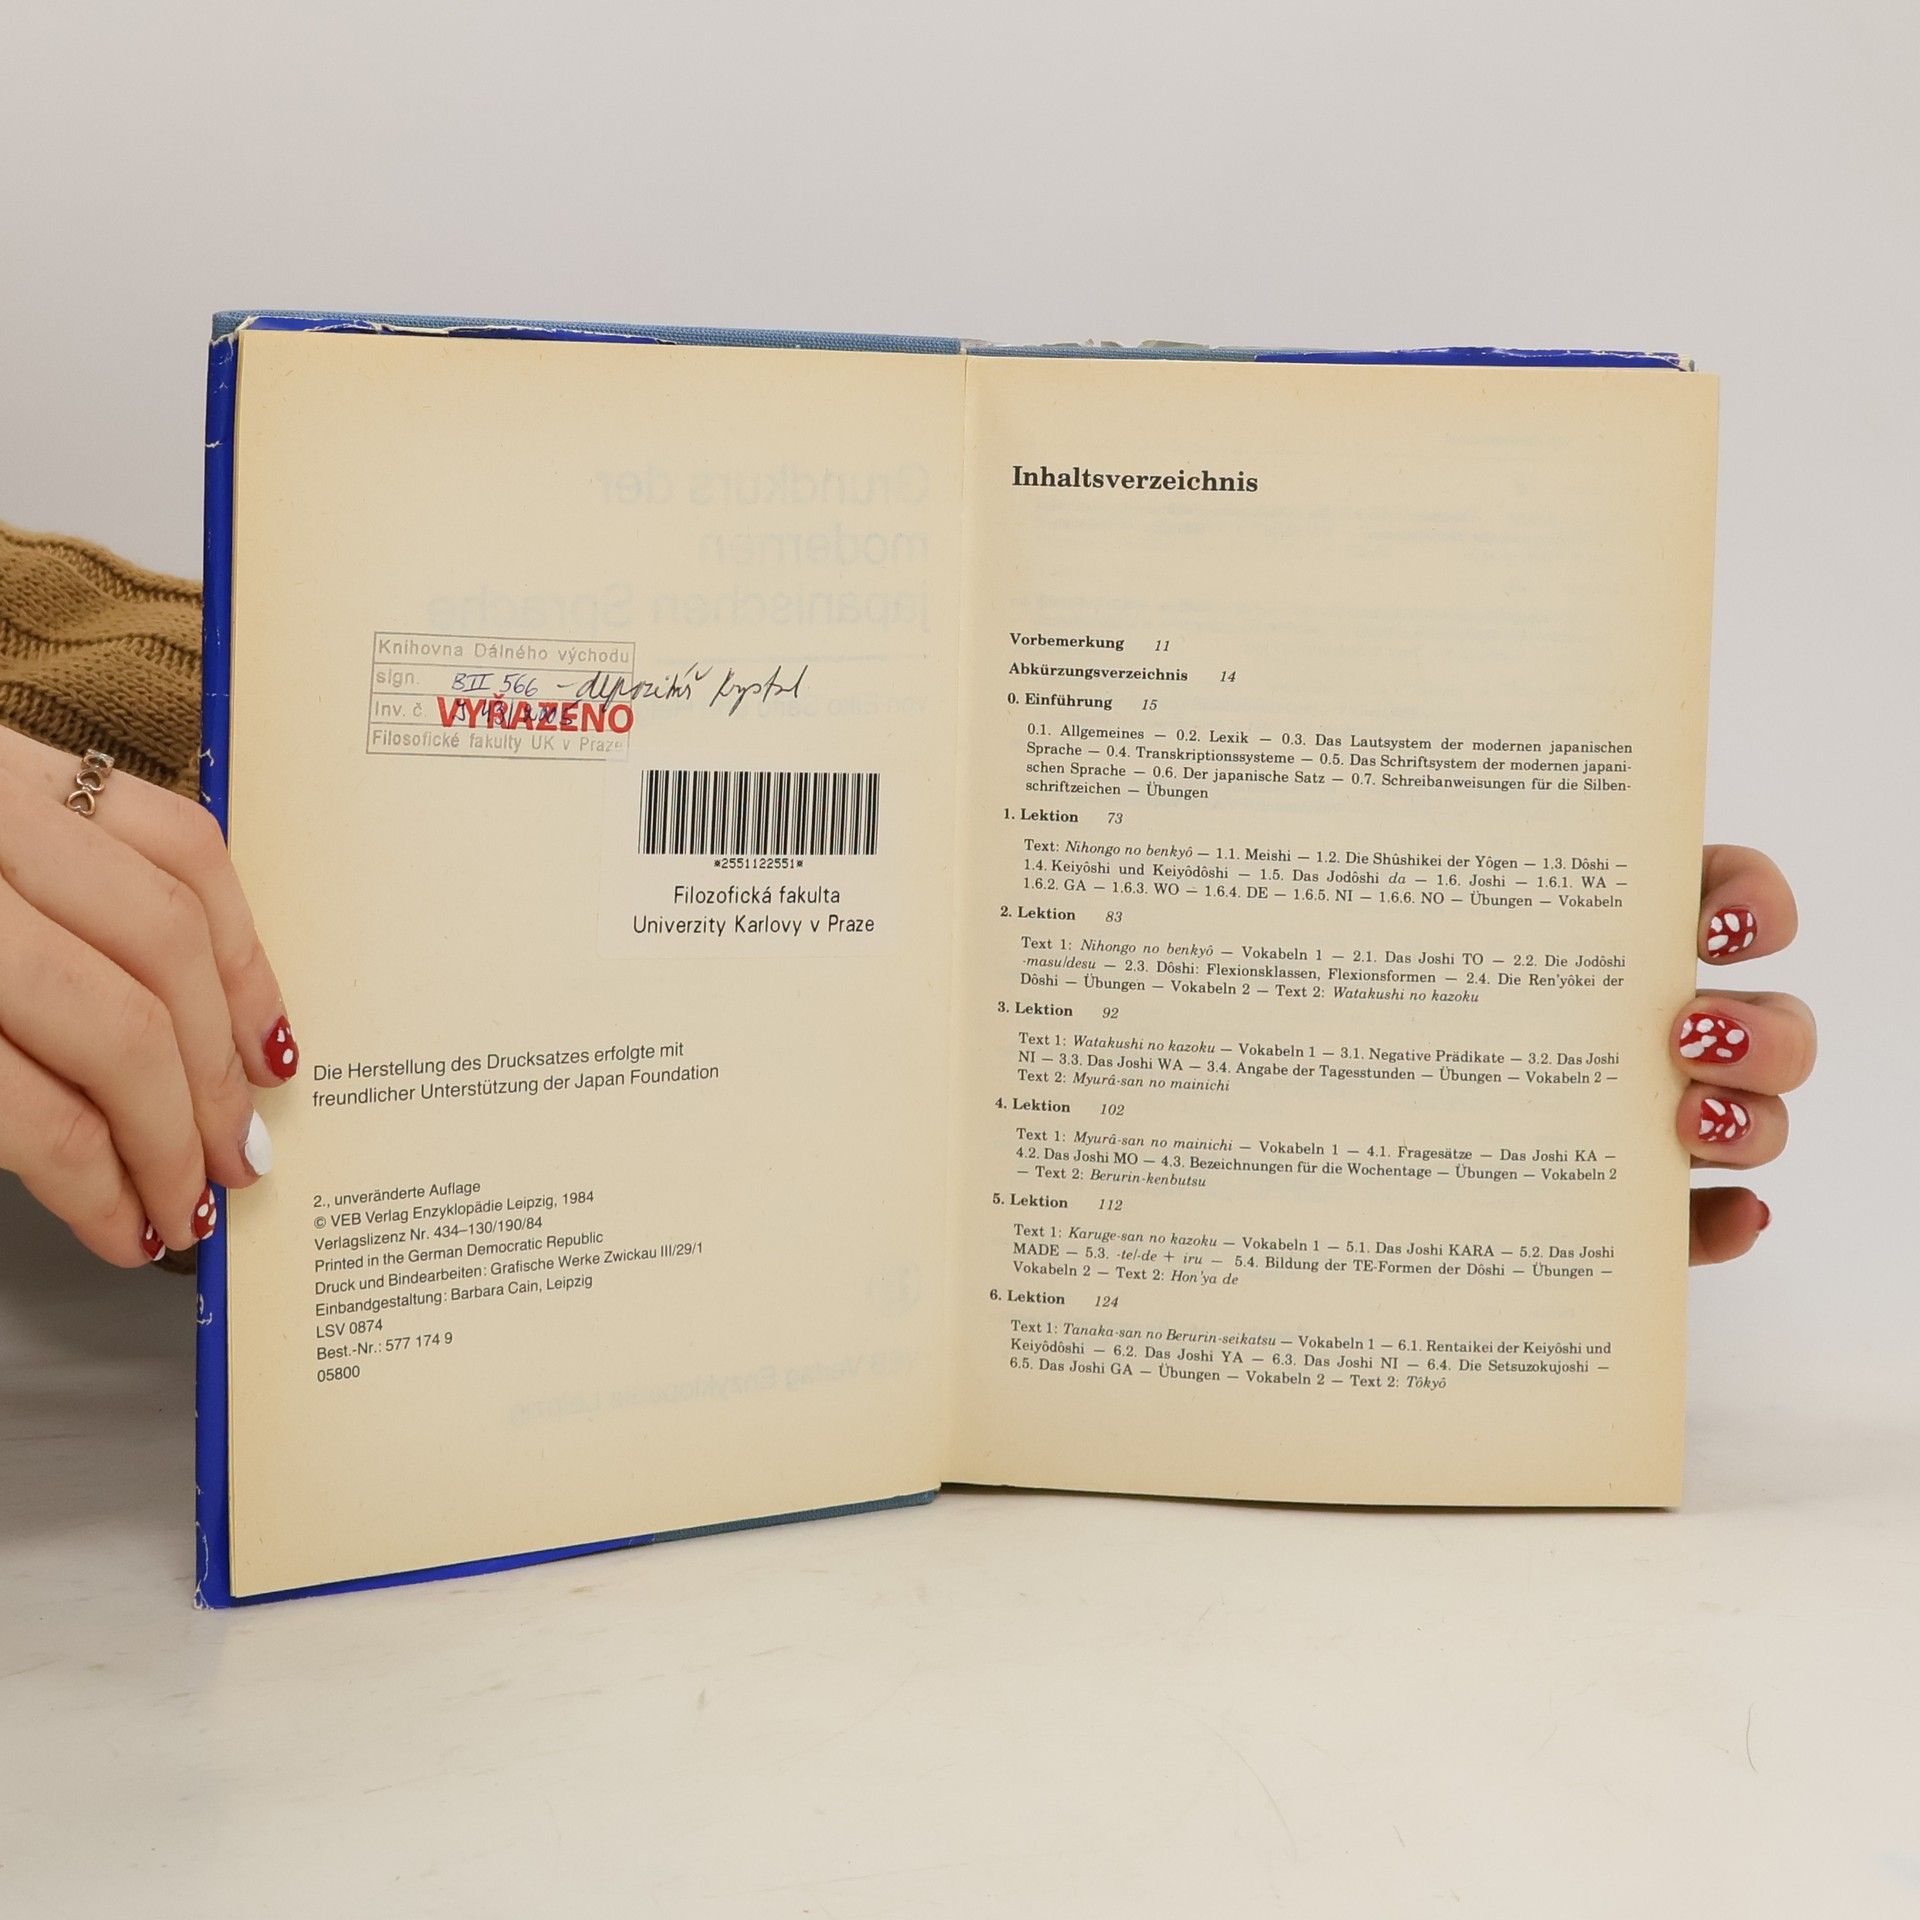 Knihovna Dálného východu
sign. BII 566 – depozitář Krystal
Inv. č. VYŘAZENO
Filosofické fakulty UK v Praze
*2551122551*
Filozofická fakulta
Univerzity Karlovy v Praze
Die Herstellung des Drucksatzes erfolgte mit
freundlicher Unterstützung der Japan Foundation
2., unveränderte Auflage
© VEB Verlag Enzyklopädie Leipzig, 1984
Verlagslizenz Nr. 434–130/190/84
Printed in the German Democratic Republic
Druck und Bindearbeiten: Grafische Werke Zwickau III/29/1
Einbandgestaltung: Barbara Cain, Leipzig
LSV 0874
Best.-Nr.: 577 174 9
05800
Inhaltsverzeichnis
Vorbemerkung 11
Abkürzungsverzeichnis 14
0. Einführung 15
0.1. Allgemeines — 0.2. Lexik — 0.3. Das Lautsystem der modernen japanischen
Sprache — 0.4. Transkriptionssysteme — 0.5. Das Schriftsystem der modernen japani-
schen Sprache — 0.6. Der japanische Satz — 0.7. Schreibanweisungen für die Silben-
schriftzeichen — Übungen
1. Lektion 73
Text: Nihongo no benkyô — 1.1. Meishi — 1.2. Die Shûshikei der Yôgen — 1.3. Dôshi —
1.4. Keiyôshi und Keiyôdôshi — 1.5. Das Jodôshi da — 1.6. Joshi — 1.6.1. WA —
1.6.2. GA — 1.6.3. WO — 1.6.4. DE — 1.6.5. NI — 1.6.6. NO — Übungen — Vokabeln
2. Lektion 83
Text 1: Nihongo no benkyô — Vokabeln 1 — 2.1. Das Joshi TO — 2.2. Die Jodôshi
-masu/desu — 2.3. Dôshi: Flexionsklassen, Flexionsformen — 2.4. Die Ren'yôkei der
Dôshi — Übungen — Vokabeln 2 — Text 2: Watakushi no kazoku
3. Lektion 92
Text 1: Watakushi no kazoku — Vokabeln 1 — 3.1. Negative Prädikate — 3.2. Das Joshi
NI — 3.3. Das Joshi WA — 3.4. Angabe der Tagesstunden — Übungen — Vokabeln 2 —
Text 2: Myurâ-san no mainichi
4. Lektion 102
Text 1: Myurâ-san no mainichi — Vokabeln 1 — 4.1. Fragesätze — Das Joshi KA —
4.2. Das Joshi MO — 4.3. Bezeichnungen für die Wochentage — Übungen — Vokabeln 2
— Text 2: Berurin-kenbutsu
5. Lektion 112
Text 1: Karuge-san no kazoku — Vokabeln 1 — 5.1. Das Joshi KARA — 5.2. Das Joshi
MADE — 5.3. -te/-de + iru — 5.4. Bildung der TE-Formen der Dôshi — Übungen —
Vokabeln 2 — Text 2: Hon'ya de
6. Lektion 124
Text 1: Tanaka-san no Berurin-seikatsu — Vokabeln 1 — 6.1. Rentaikei der Keiyôshi und
Keiyôdôshi — 6.2. Das Joshi YA — 6.3. Das Joshi NI — 6.4. Die Setsuzokujoshi —
6.5. Das Joshi GA — Übungen — Vokabeln 2 — Text 2: Tôkyô